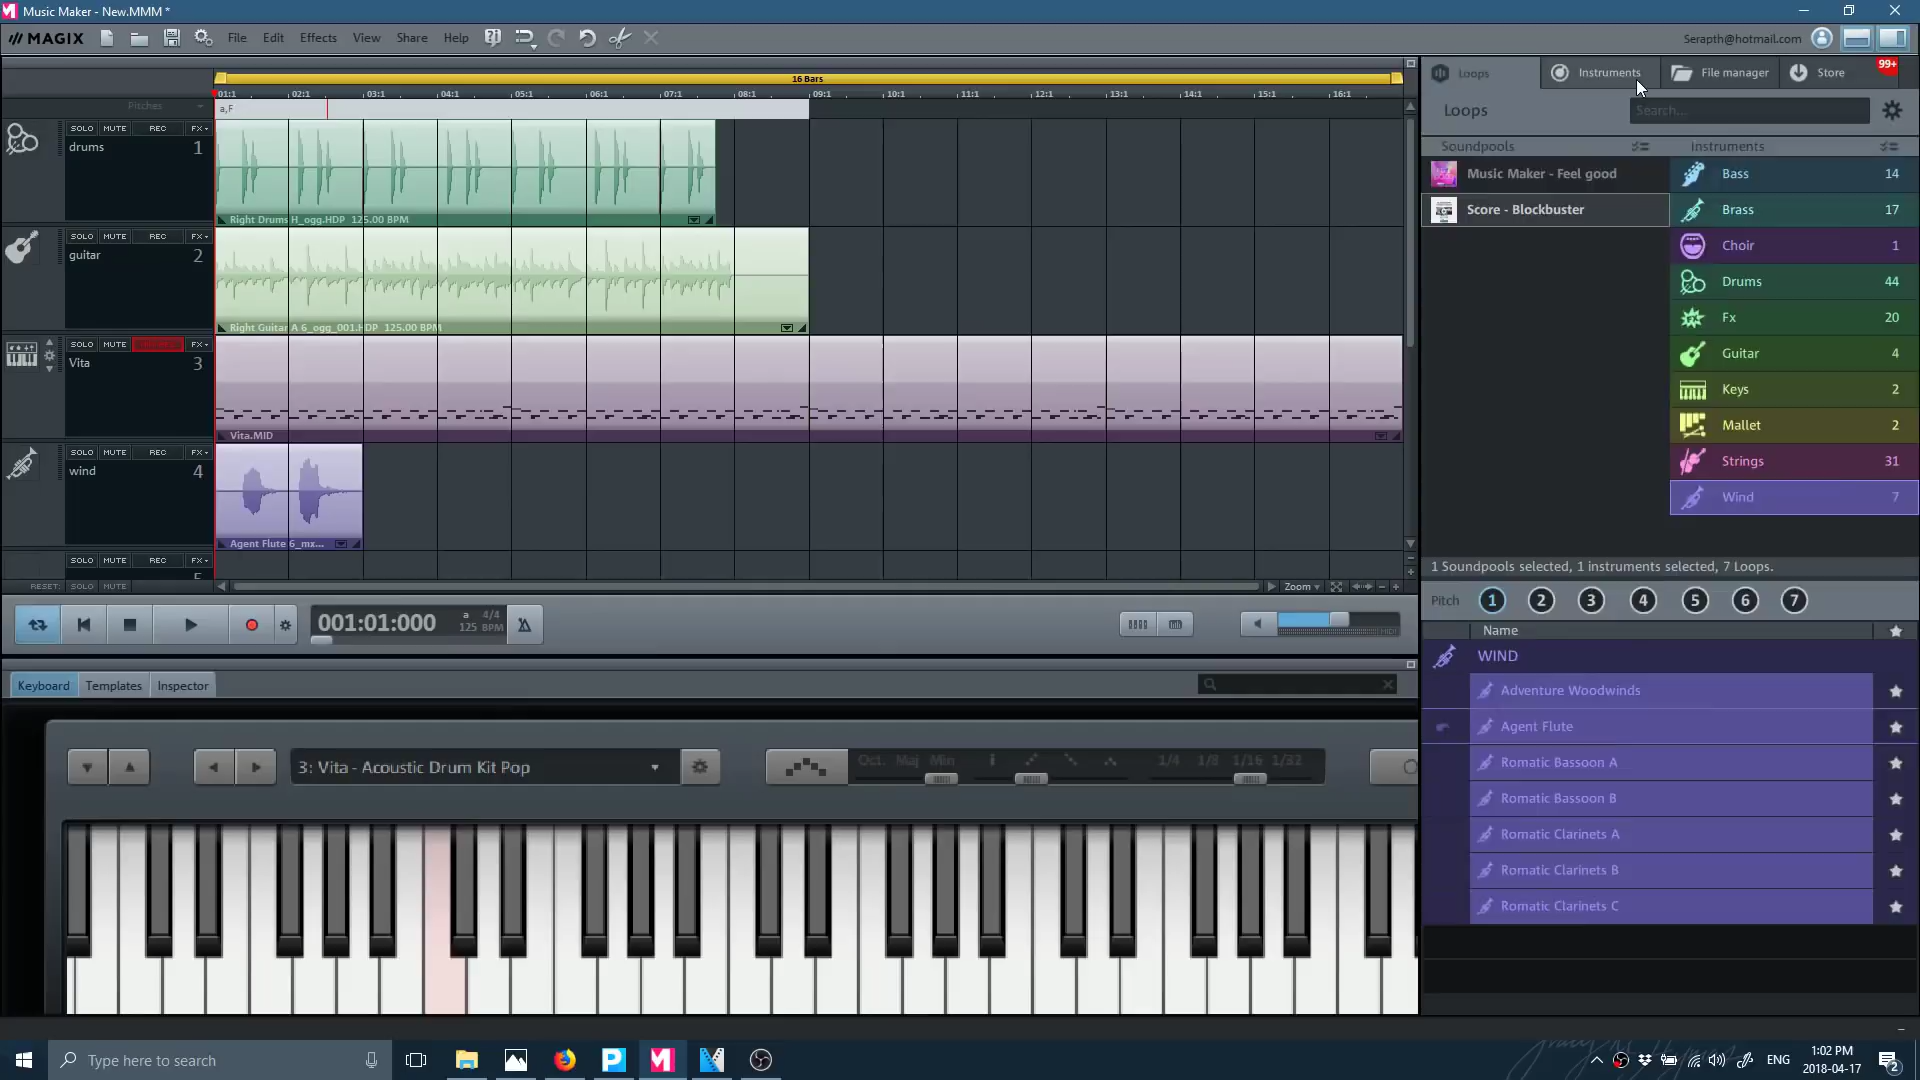 Music Maker - New.MMM *
MAGIX File Edit Effects View Share Help Serapth@hotmail.com
16 Bars
01:1 02:1 03:1 04:1 05:1 06:1 07:1 08:1 09:1 10:1 11:1 12:1 13:1 14:1 15:1 16:1
Pitches a,F
SOLO MUTE REC FX
drums 1
Right Drums H_ogg.HDP 125.00 BPM
SOLO MUTE REC FX
guitar 2
Right Guitar A 6_ogg_001.HDP 125.00 BPM
SOLO MUTE FX
Vita 3
Vita.MID
SOLO MUTE REC FX
wind 4
Agent Flute 6_mx...
SOLO MUTE REC FX
5
RESET: SOLO MUTE Zoom
001:01:000 a 4/4
125 BPM
Keyboard Templates Inspector
3: Vita - Acoustic Drum Kit Pop
Oct. Maj Min 1/4 1/8 1/16 1/32
Loops Instruments File manager Store 99+
Loops Search...
Soundpools Instruments
Music Maker - Feel good
Score - Blockbuster
Bass 14
Brass 17
Choir 1
Drums 44
Fx 20
Guitar 4
Keys 2
Mallet 2
Strings 31
Wind 7
1 Soundpools selected, 1 instruments selected, 7 Loops.
Pitch 1 2 3 4 5 6 7
Name
WIND
Adventure Woodwinds
Agent Flute
Romatic Bassoon A
Romatic Bassoon B
Romatic Clarinets A
Romatic Clarinets B
Romatic Clarinets C
Type here to search
ENG 1:02 PM
2018-04-17 2